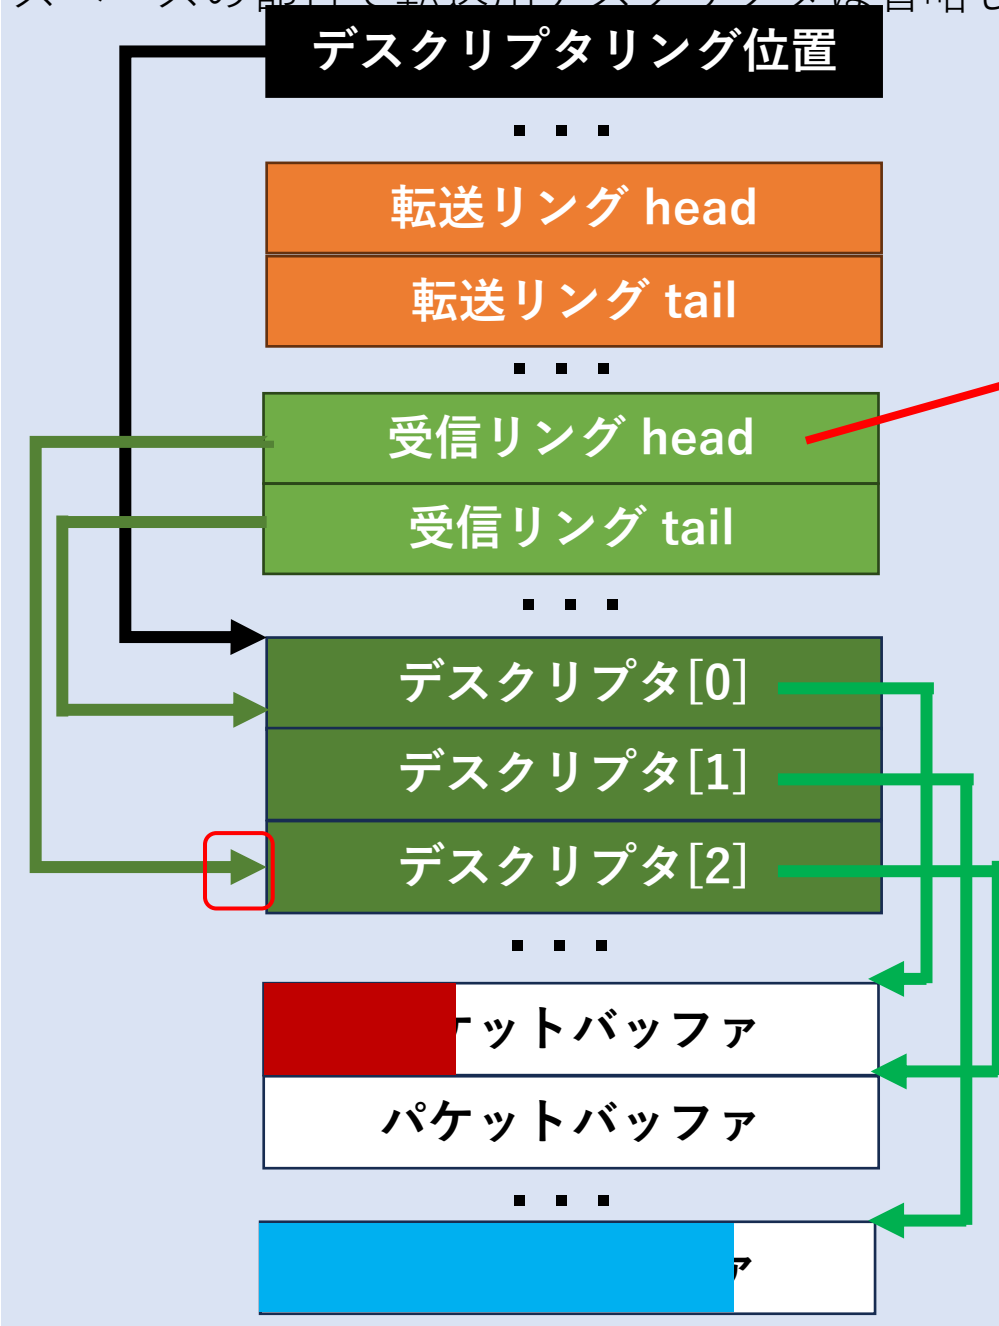 デスクリプタリング位置
...
転送リング head
転送リング tail
...
受信リング head
受信リング tail
...
デスクリプタ[0]
デスクリプタ[1]
デスクリプタ[2]
...
ケットバッファ
パケットバッファ
...
ァ